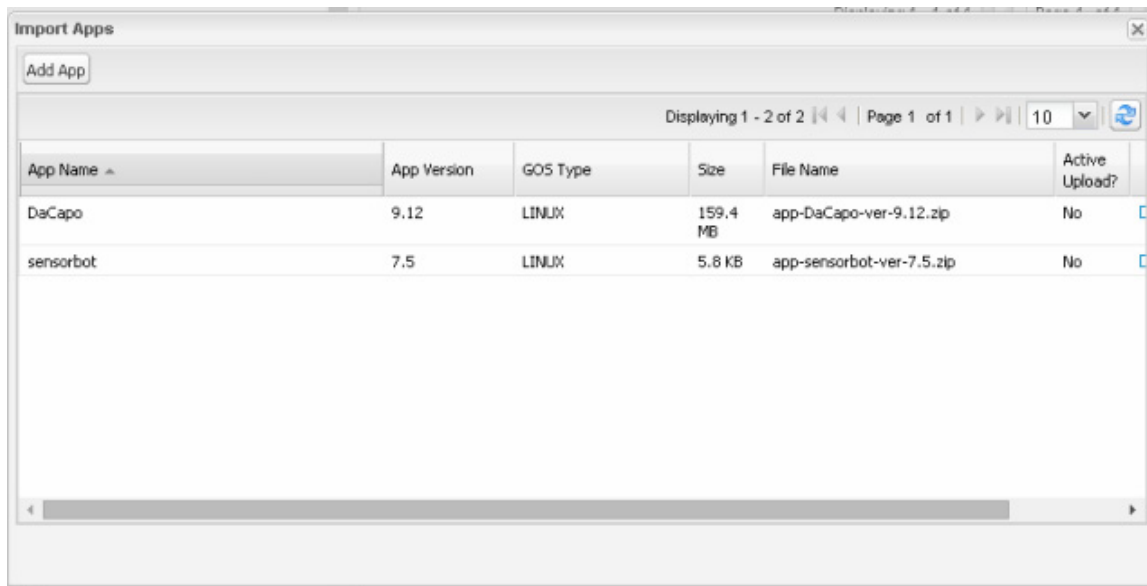 Import Apps
Add App
Displaying 1 - 2 of 2 Page 1 of 1 10
App Name App Version GOS Type Size File Name Active Upload?
DaCapo 9.12 LINUX 159.4 MB app-DaCapo-ver-9.12.zip No
sensorbot 7.5 LINUX 5.8 KB app-sensorbot-ver-7.5.zip No